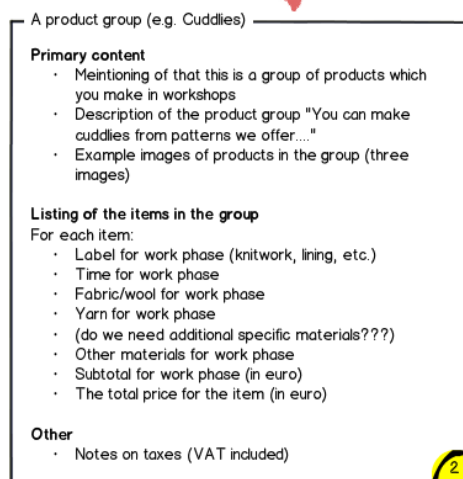 A product group (e.g. Cuddlies)
Primary content
· Meintioning of that this is a group of products which
you make in workshops
· Description of the product group "You can make
cuddlies from patterns we offer...."
· Example images of products in the group (three
images)
Listing of the items in the group
For each item:
· Label for work phase (knitwork, lining, etc.)
· Time for work phase
· Fabric/wool for work phase
· Yarn for work phase
· (do we need additional specific materials???)
· Other materials for work phase
· Subtotal for work phase (in euro)
· The total price for the item (in euro)
Other
· Notes on taxes (VAT included)
2